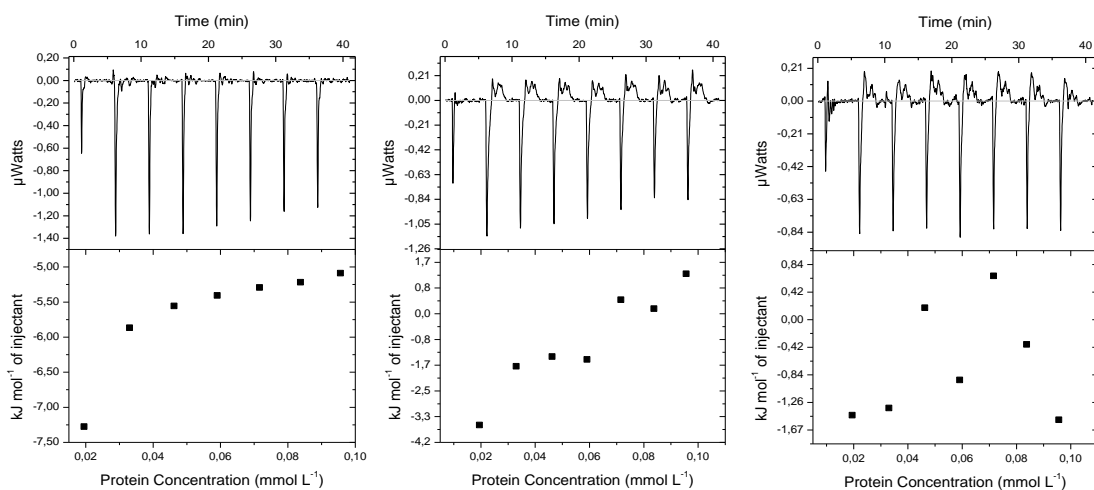 Time (min)
0 10 20 30 40
0,20
0,00
-0,20
-0,40
-0,60
-0,80
-1,00
-1,20
-1,40
µWatts
-5,00
-5,50
-6,00
-6,50
-7,00
-7,50
kJ mol⁻¹ of injectant
0,02 0,04 0,06 0,08 0,10
Protein Concentration (mmol L⁻¹)
Time (min)
0 10 20 30 40
0,21
0,00
-0,21
-0,42
-0,63
-0,84
-1,05
-1,26
µWatts
1,7
0,8
0,0
-0,8
-1,7
-2,5
-3,3
-4,2
kJ mol⁻¹ of injectant
0,02 0,04 0,06 0,08 0,10
Protein Concentration (mmol L⁻¹)
Time (min)
0 10 20 30 40
0,21
0,00
-0,21
-0,42
-0,63
-0,84
µWatts
0,84
0,42
0,00
-0,42
-0,84
-1,26
-1,67
kJ mol⁻¹ of injectant
0,02 0,04 0,06 0,08 0,10
Protein Concentration (mmol L⁻¹)